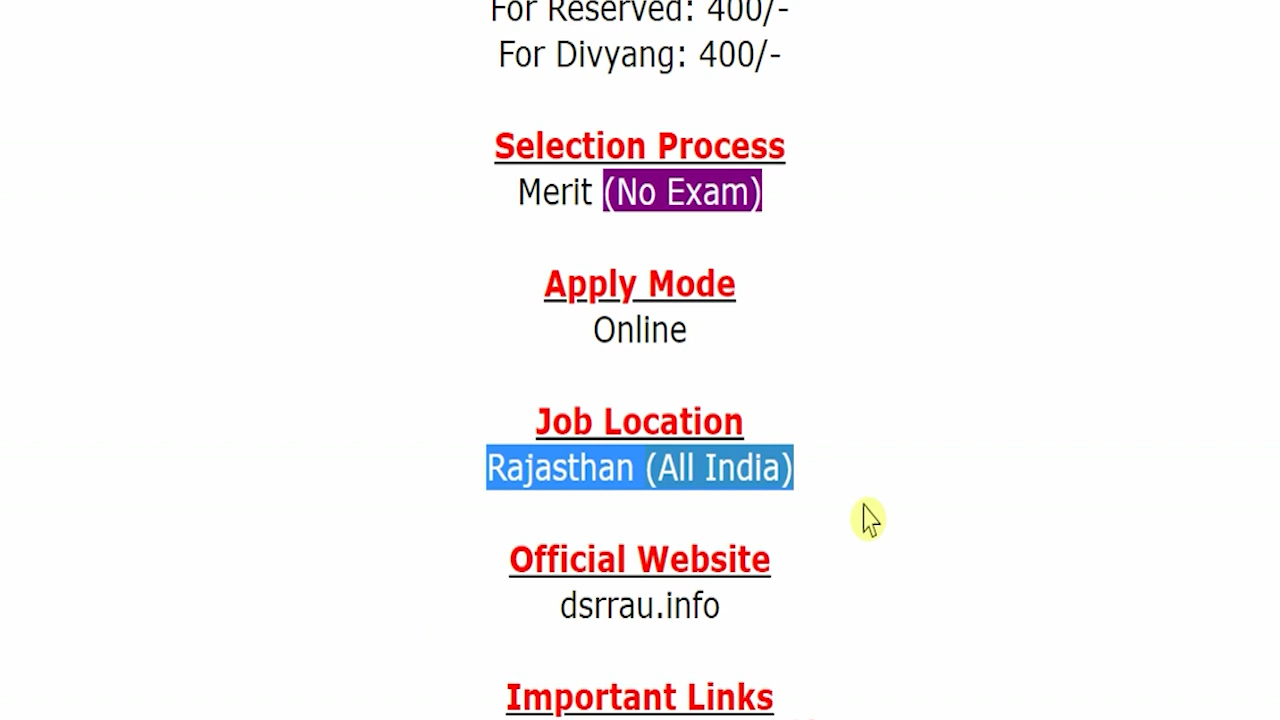 For Reserved: 400/-
For Divyang: 400/-
Selection Process
Merit (No Exam)
Apply Mode
Online
Job Location
Rajasthan (All India)
Official Website
dsrrau.info
Important Links